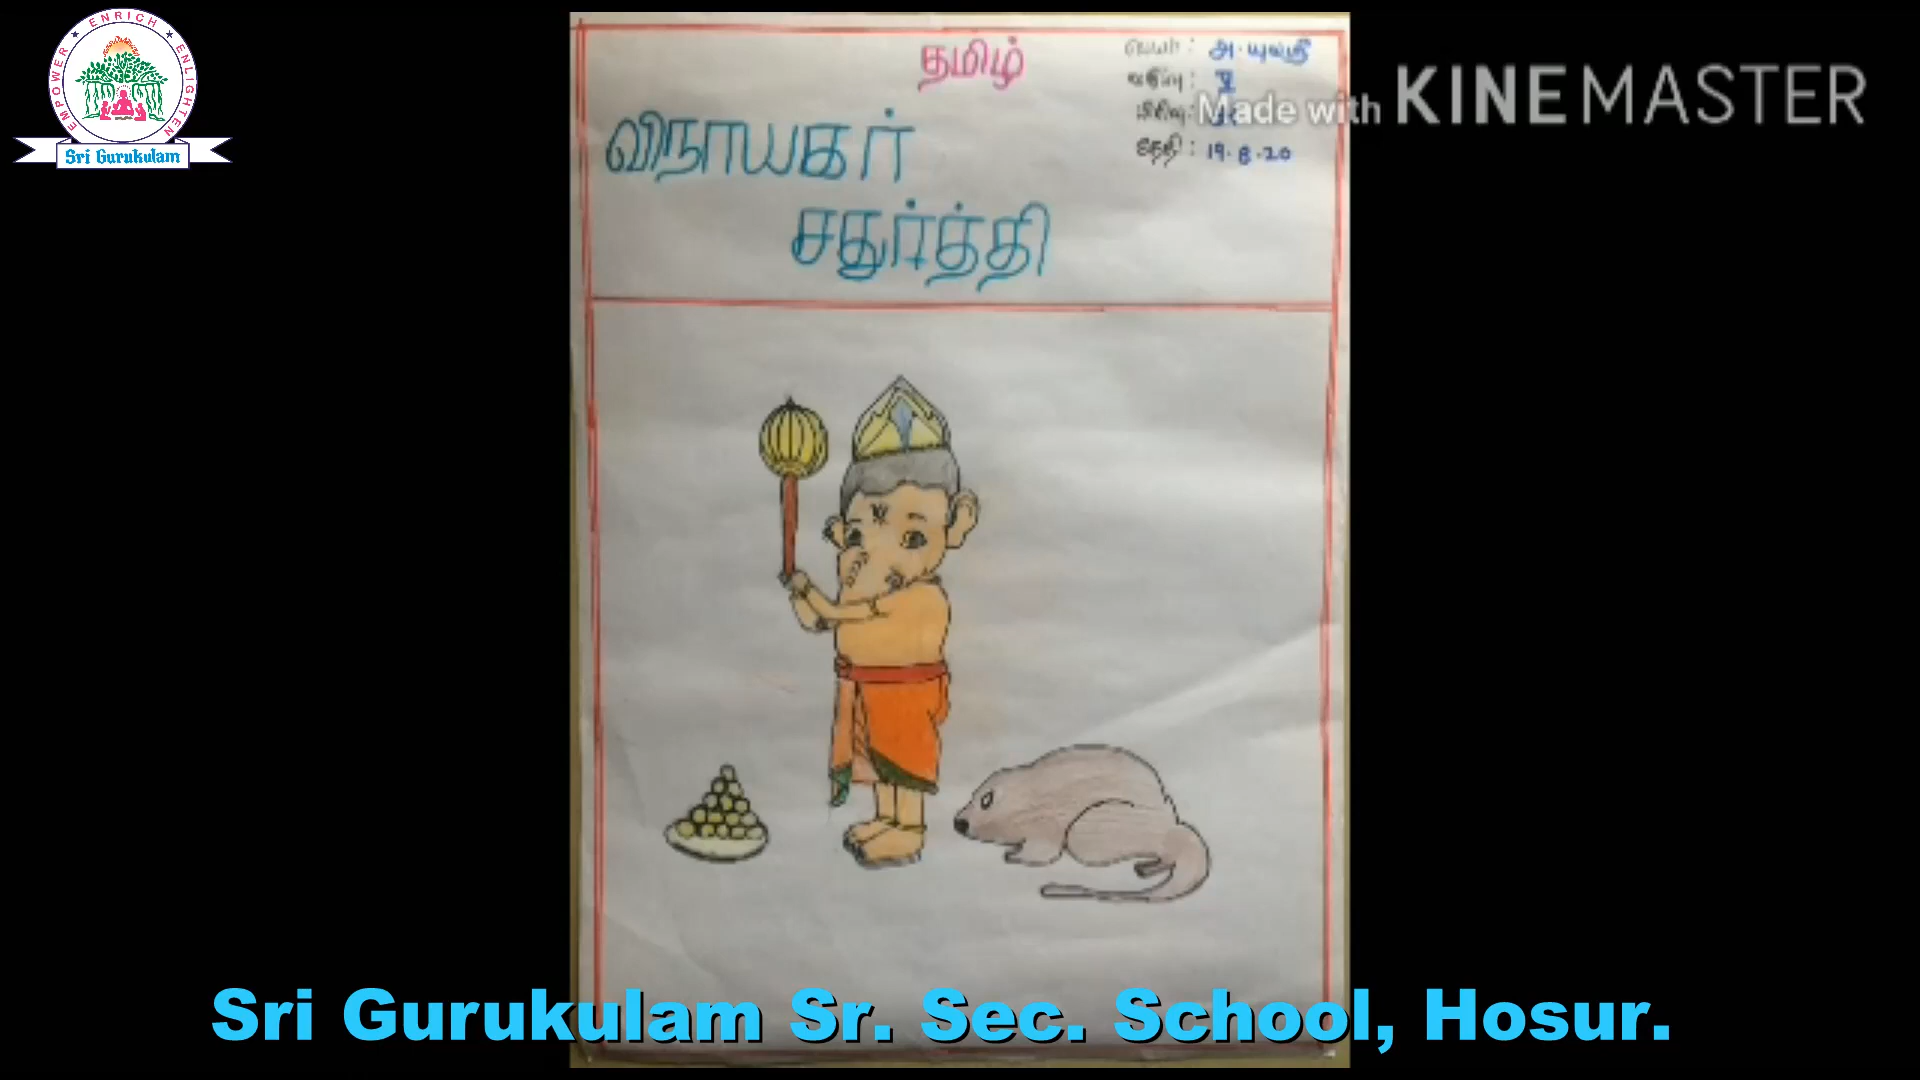 EMPOWER ★ ENRICH ★ ENLIGHTEN
Sri Gurukulam
Made with KINEMASTER
தமிழ்
பெயர் : அ. யுவஸ்ரீ
வகுப்பு : V
பிரிவு :
தேதி : 19.8.20
விநாயகர்
சதுர்த்தி
Sri Gurukulam Sr. Sec. School, Hosur.